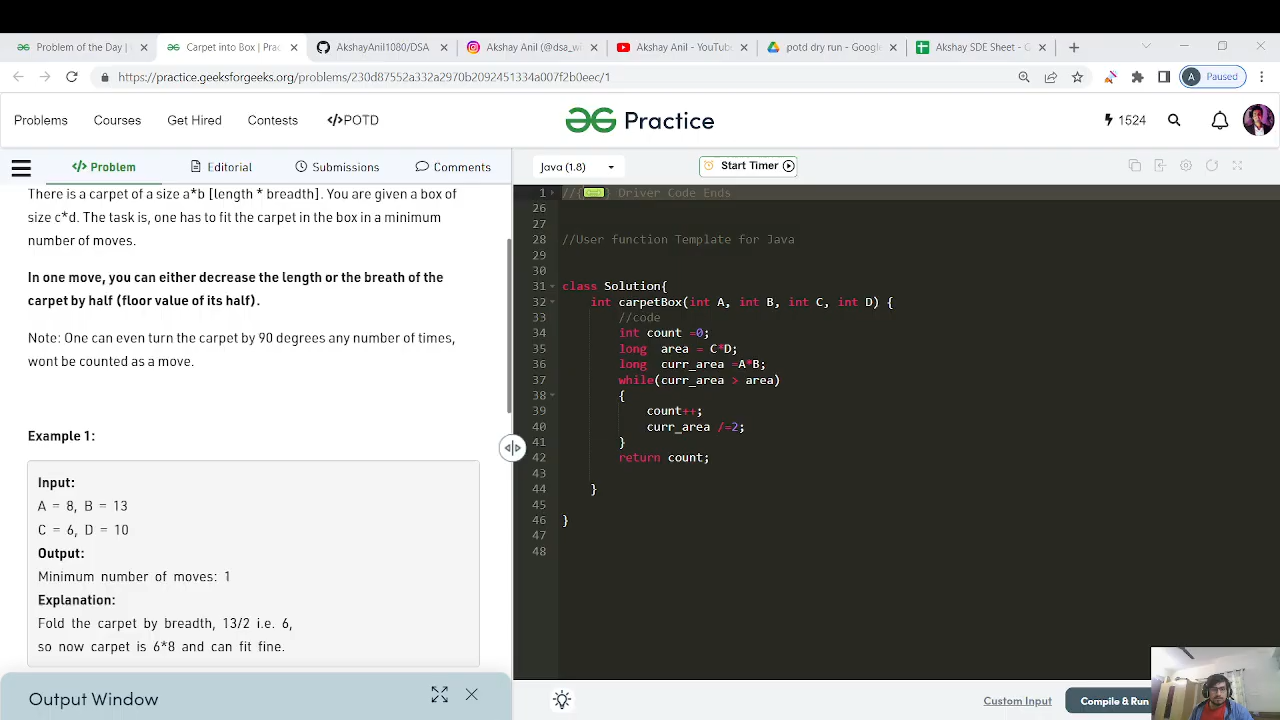 Problem of the Day |
Carpet into Box | Prac
AkshayAnil1080/DSA
Akshay Anil (@dsa_wi
Akshay Anil - YouTub
potd dry run - Google
Akshay SDE Sheet - G
https://practice.geeksforgeeks.org/problems/230d87552a332a2970b2092451334a007f2b0eec/1
A Paused
Problems Courses Get Hired Contests </>POTD
Practice
1524
Problem Editorial Submissions Comments
Java (1.8) Start Timer
There is a carpet of a size a*b [length * breadth]. You are given a box of
size c*d. The task is, one has to fit the carpet in the box in a minimum
number of moves.
In one move, you can either decrease the length or the breath of the
carpet by half (floor value of its half).
Note: One can even turn the carpet by 90 degrees any number of times,
wont be counted as a move.
Example 1:
Input:
A = 8, B = 13
C = 6, D = 10
Output:
Minimum number of moves: 1
Explanation:
Fold the carpet by breadth, 13/2 i.e. 6,
so now carpet is 6*8 and can fit fine.
Output Window
1 //{ } Driver Code Ends
26
27
28 //User function Template for Java
29
30
31 class Solution{
32 int carpetBox(int A, int B, int C, int D) {
33 //code
34 int count =0;
35 long area = C*D;
36 long curr_area =A*B;
37 while(curr_area > area)
38 {
39 count++;
40 curr_area /=2;
41 }
42 return count;
43
44 }
45
46 }
47
48
Custom Input
Compile & Run